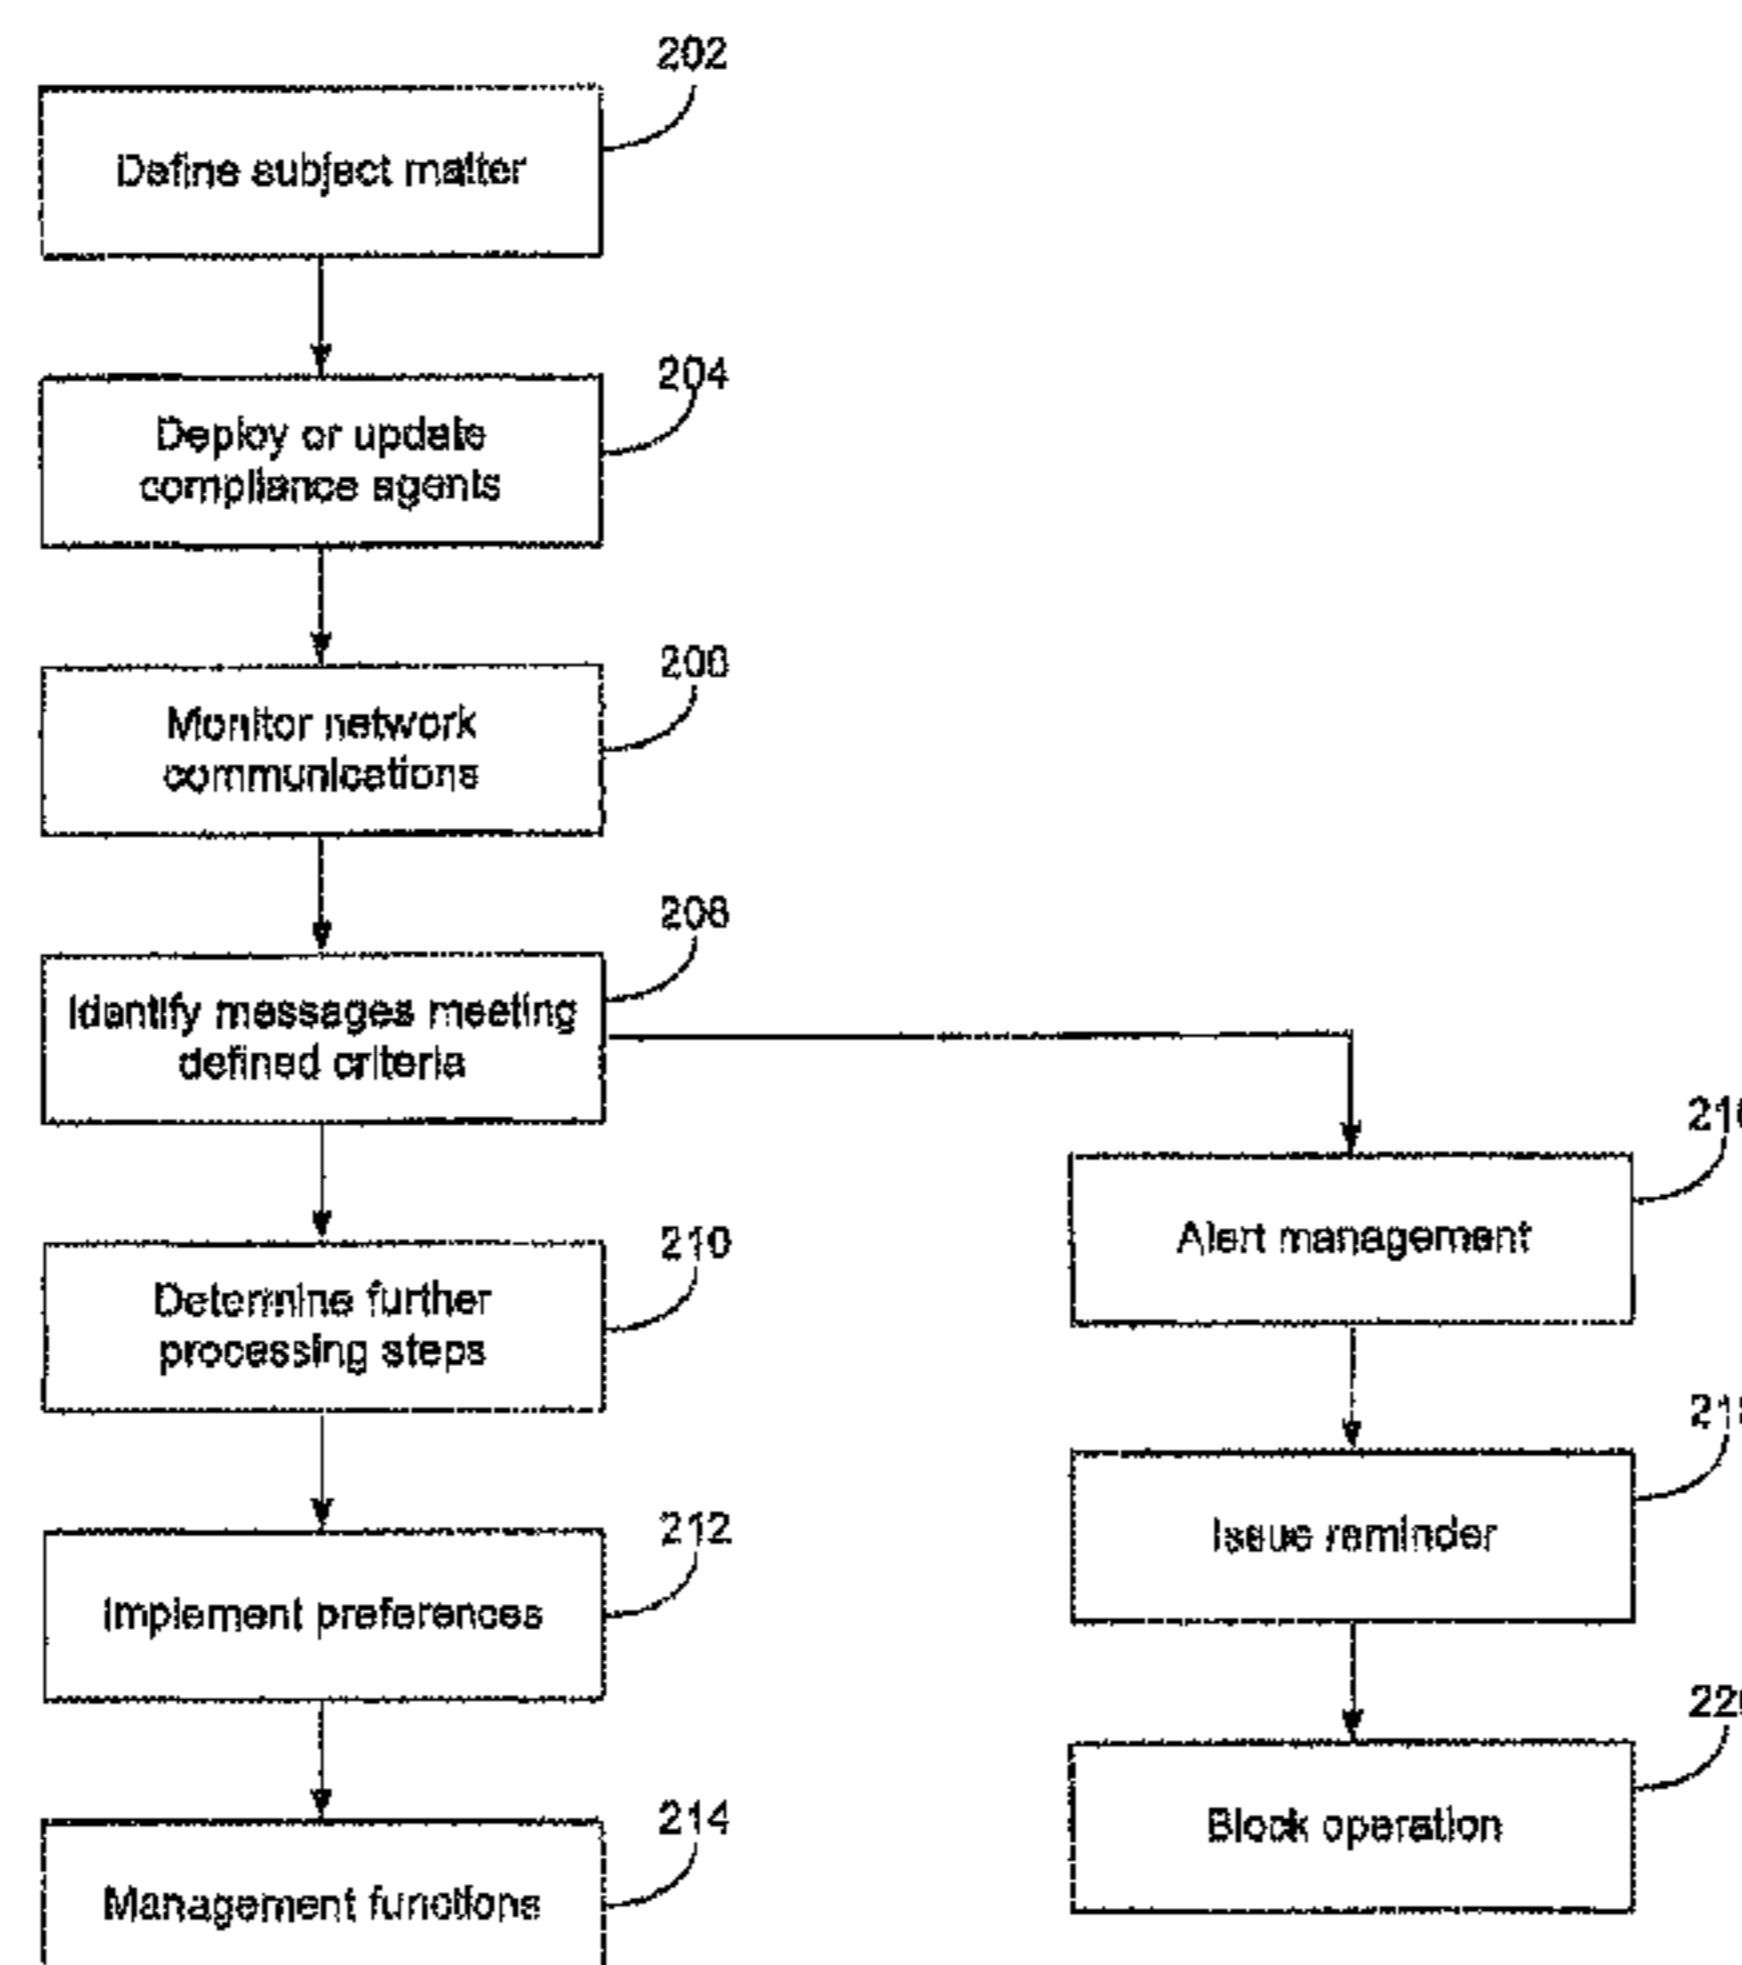 202
Define subject matter
204
Deploy or update
compliance agents
206
Monitor network
communications
208
Identify messages meeting
defined criteria
210
Determine further
processing steps
212
Implement preferences
214
Management functions
Alert management
Issue reminder
Block operation